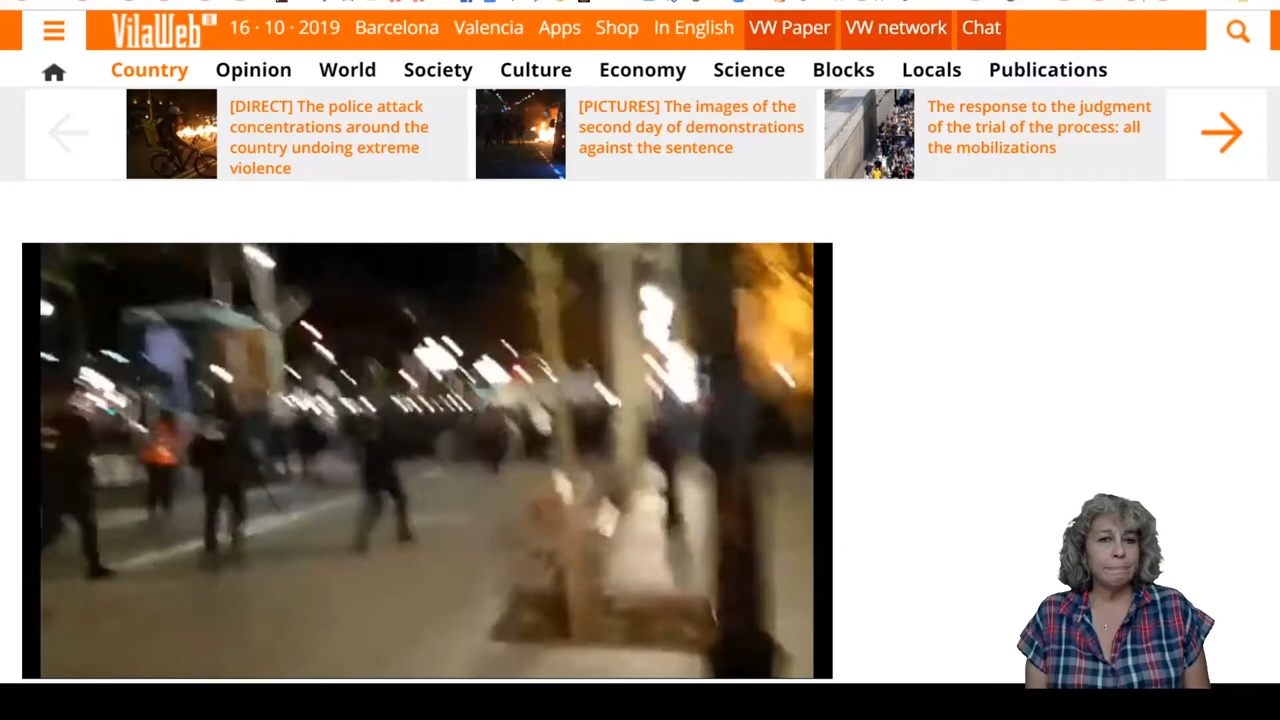 VilaWeb
16 · 10 · 2019 Barcelona Valencia Apps Shop In English VW Paper VW network Chat
Country Opinion World Society Culture Economy Science Blocks Locals Publications
[DIRECT] The police attack
concentrations around the
country undoing extreme
violence
[PICTURES] The images of the
second day of demonstrations
against the sentence
The response to the judgment
of the trial of the process: all
the mobilizations